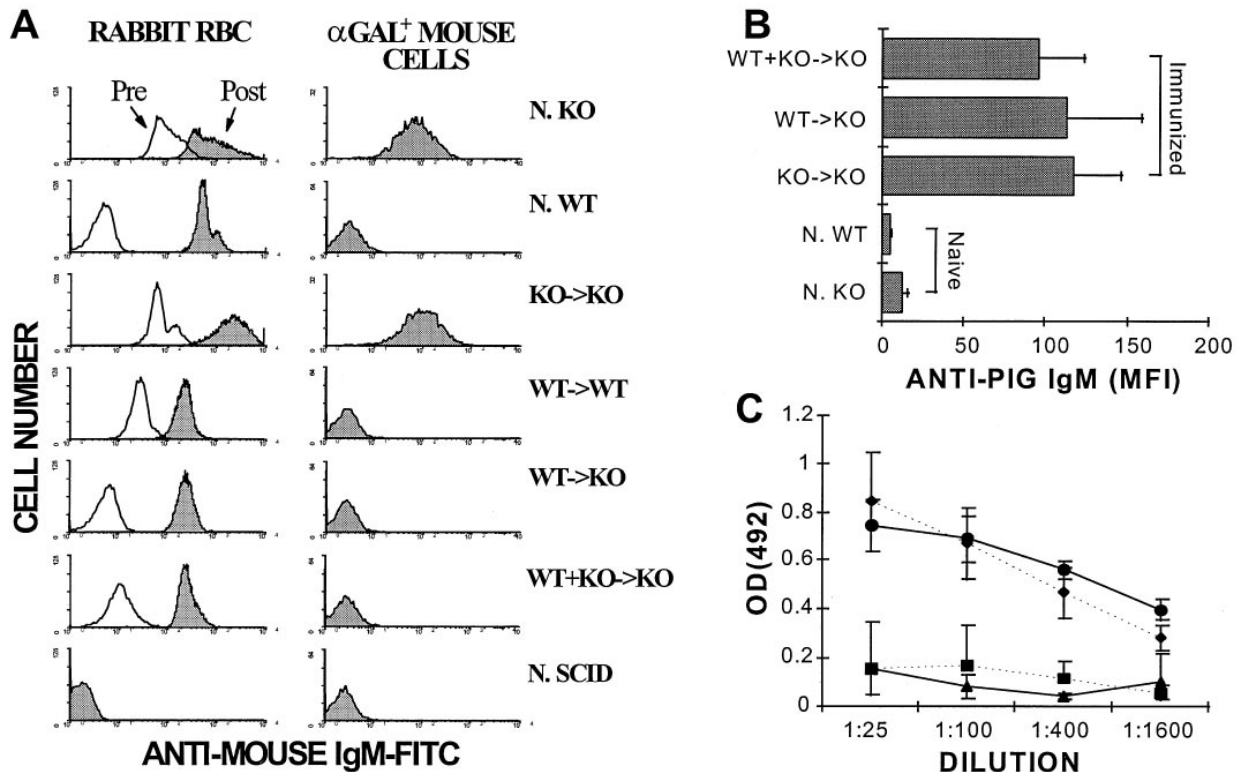 A
RABBIT RBC
αGAL+ MOUSE
CELLS
Pre
Post
N. KO
N. WT
KO->KO
WT->WT
WT->KO
WT+KO->KO
N. SCID
CELL NUMBER
ANTI-MOUSE IgM-FITC
B
WT+KO->KO
WT->KO
KO->KO
N. WT
N. KO
Immunized
Naive
0 50 100 150 200
ANTI-PIG IgM (MFI)
C
1.2
1
0.8
0.6
0.4
0.2
0
OD(492)
1:25 1:100 1:400 1:1600
DILUTION